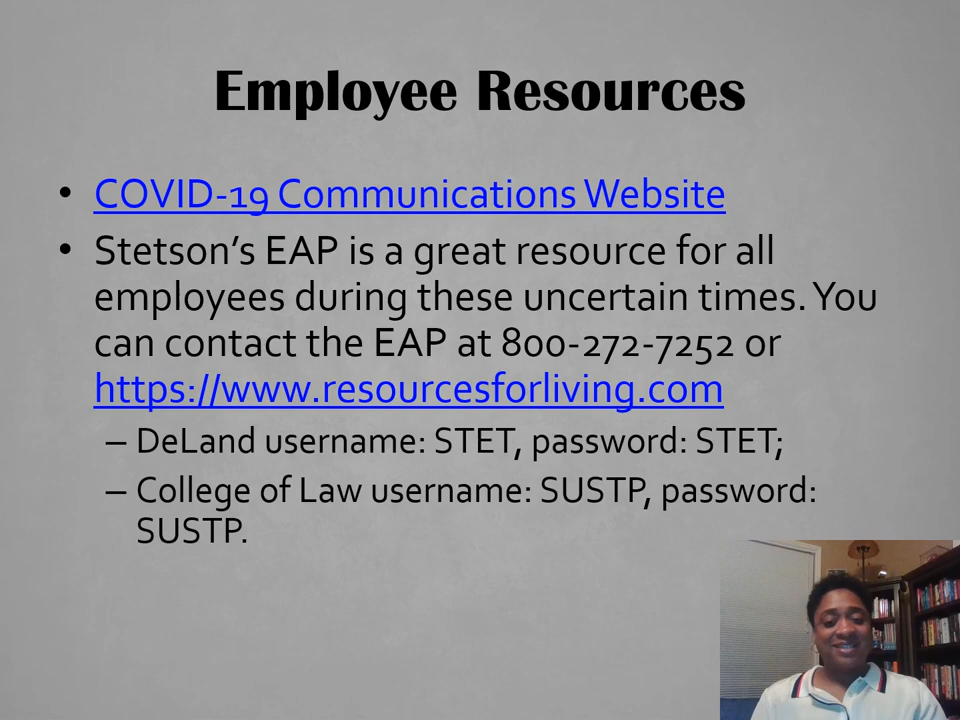 Employee Resources
• COVID-19 Communications Website
• Stetson’s EAP is a great resource for all
employees during these uncertain times. You
can contact the EAP at 800-272-7252 or
https://www.resourcesforliving.com
– DeLand username: STET, password: STET;
– College of Law username: SUSTP, password:
SUSTP.